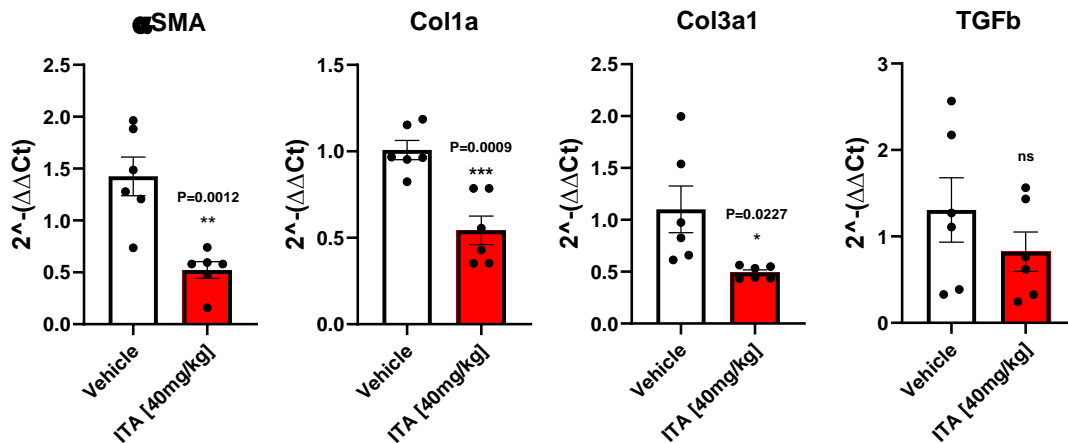 αSMA
2^-(ΔΔCt)
2.5
2.0
1.5
1.0
0.5
0.0
P=0.0012
**
Vehicle
ITA [40mg/kg]
Col1a
2^-(ΔΔCt)
1.5
1.0
0.5
0.0
P=0.0009
***
Vehicle
ITA [40mg/kg]
Col3a1
2^-(ΔΔCt)
2.5
2.0
1.5
1.0
0.5
0.0
P=0.0227
*
Vehicle
ITA [40mg/kg]
TGFb
2^-(ΔΔCt)
3
2
1
0
ns
Vehicle
ITA [40mg/kg]